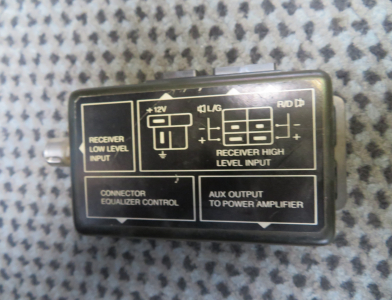 +12V
L/G
R/D
- -
+ +
RECEIVER HIGH
LEVEL INPUT
RECEIVER
LOW LEVEL
INPUT
CONNECTOR
EQUALIZER CONTROL
AUX OUTPUT
TO POWER AMPLIFIER